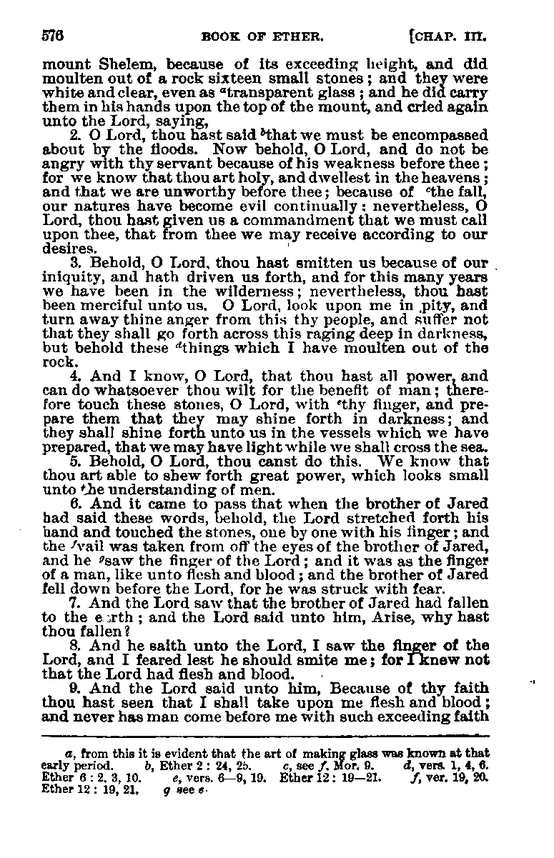 576 BOOK OF ETHER. [CHAP. III.
mount Shelem, because of its exceeding height, and did
moulten out of a rock sixteen small stones; and they were
white and clear, even as ᵃtransparent glass; and he did carry
them in his hands upon the top of the mount, and cried again
unto the Lord, saying,
2. O Lord, thou hast said ᵇthat we must be encompassed
about by the floods. Now behold, O Lord, and do not be
angry with thy servant because of his weakness before thee;
for we know that thou art holy, and dwellest in the heavens;
and that we are unworthy before thee; because of ᶜthe fall,
our natures have become evil continually: nevertheless, O
Lord, thou hast given us a commandment that we must call
upon thee, that from thee we may receive according to our
desires.
3. Behold, O Lord, thou hast smitten us because of our
iniquity, and hath driven us forth, and for this many years
we have been in the wilderness; nevertheless, thou hast
been merciful unto us. O Lord, look upon me in pity, and
turn away thine anger from this thy people, and suffer not
that they shall go forth across this raging deep in darkness,
but behold these ᵈthings which I have moulten out of the
rock.
4. And I know, O Lord, that thou hast all power, and
can do whatsoever thou wilt for the benefit of man; there-
fore touch these stones, O Lord, with ᵉthy finger, and pre-
pare them that they may shine forth in darkness; and
they shall shine forth unto us in the vessels which we have
prepared, that we may have light while we shall cross the sea.
5. Behold, O Lord, thou canst do this. We know that
thou art able to shew forth great power, which looks small
unto the understanding of men.
6. And it came to pass that when the brother of Jared
had said these words, behold, the Lord stretched forth his
hand and touched the stones, one by one with his finger; and
the ᶠvail was taken from off the eyes of the brother of Jared,
and he ᵍsaw the finger of the Lord; and it was as the finger
of a man, like unto flesh and blood; and the brother of Jared
fell down before the Lord, for he was struck with fear.
7. And the Lord saw that the brother of Jared had fallen
to the earth; and the Lord said unto him, Arise, why hast
thou fallen?
8. And he saith unto the Lord, I saw the finger of the
Lord, and I feared lest he should smite me; for I knew not
that the Lord had flesh and blood.
9. And the Lord said unto him, Because of thy faith
thou hast seen that I shall take upon me flesh and blood;
and never has man come before me with such exceeding faith
a, from this it is evident that the art of making glass was known at that
early period. b, Ether 2: 24, 25. c, see f, Mor. 9. d, vers. 1, 4, 6.
Ether 6: 2, 3, 10. e, vers. 6—9, 19. Ether 12: 19—21. f, ver. 19, 20.
Ether 12: 19, 21. g see e.